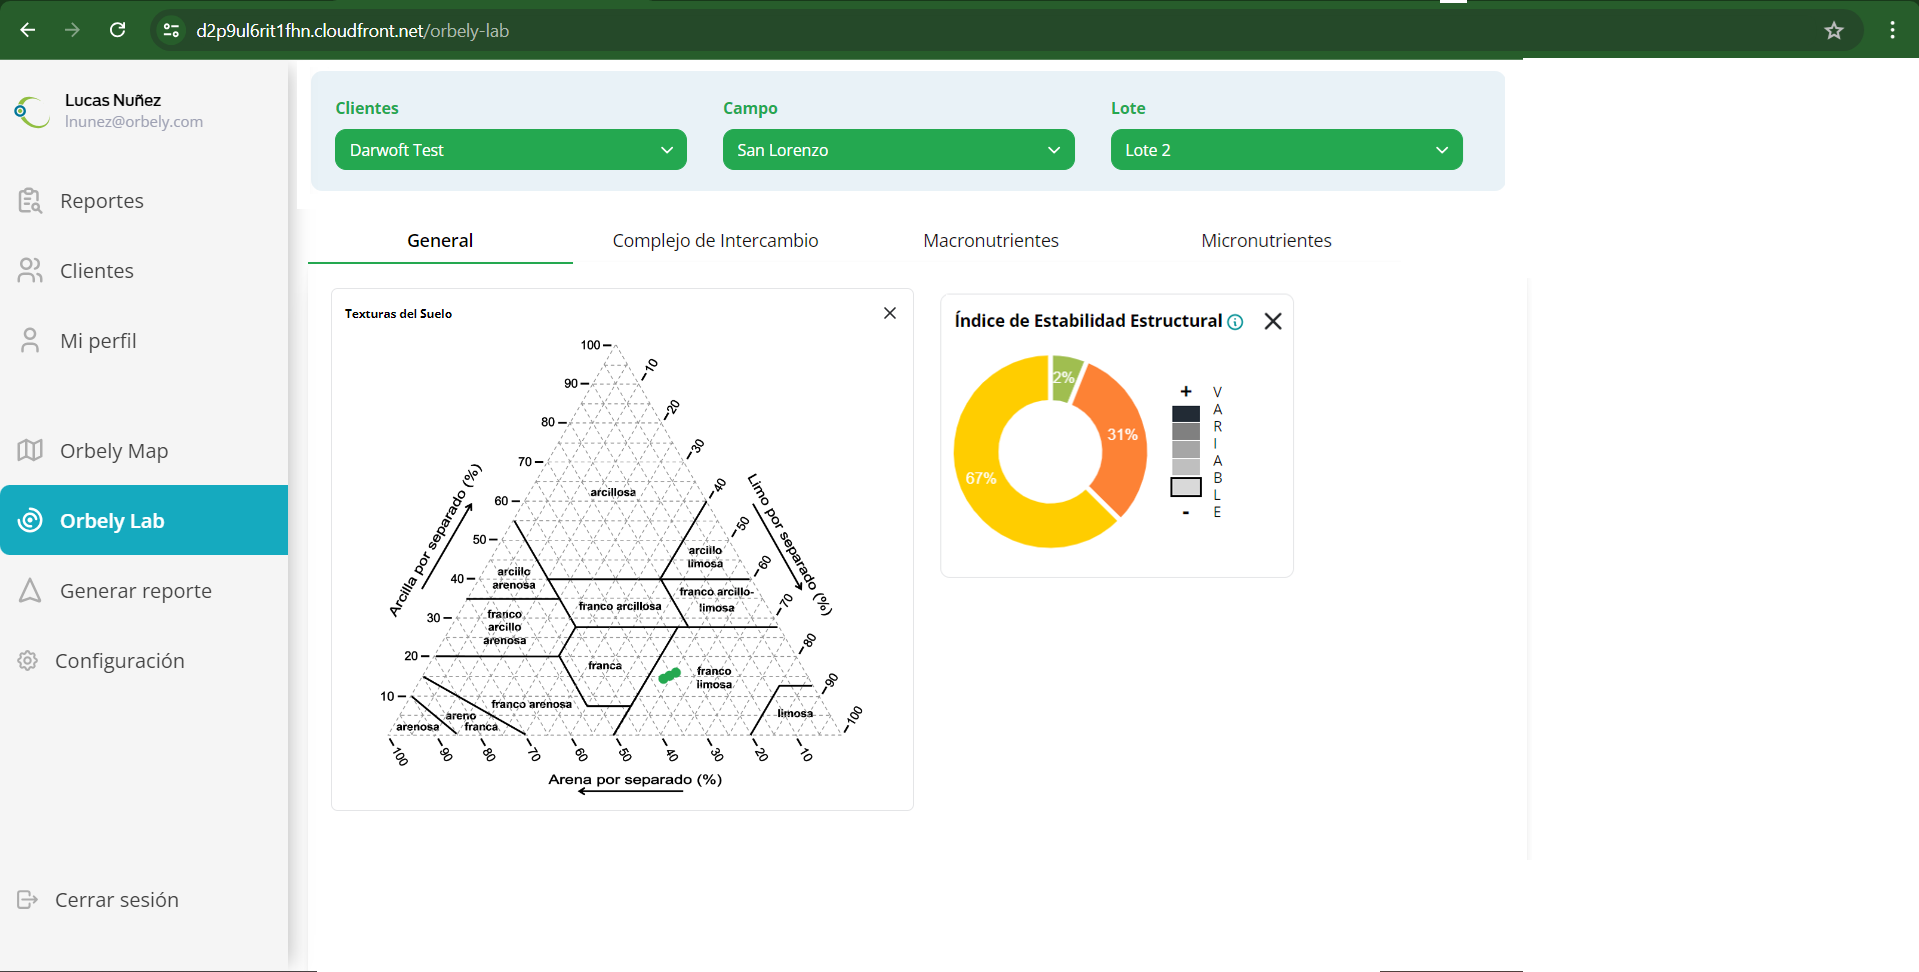 d2p9ul6rit1fhn.cloudfront.net/orbely-lab
Lucas Nuñez
lnunez@orbely.com
Reportes
Clientes
Mi perfil
Orbely Map
Orbely Lab
Generar reporte
Configuración
Cerrar sesión
Clientes
Campo
Lote
Darwoft Test
San Lorenzo
Lote 2
General
Complejo de Intercambio
Macronutrientes
Micronutrientes
Texturas del Suelo
100
90
80
70
60
50
40
30
20
10
Arcilla por separado (%)
10
20
30
40
50
60
70
80
90
100
Limo por separado (%)
arcillosa
arcillo
limosa
arcillo
arenosa
franco arcillosa
franco arcillo-
limosa
franco
arcillo
arenosa
franca
franco
limosa
franco arenosa
limosa
areno
franca
arenosa
100
90
80
70
60
50
40
30
20
10
Arena por separado (%)
Índice de Estabilidad Estructural
2%
31%
67%
+
-
V
A
R
I
A
B
L
E